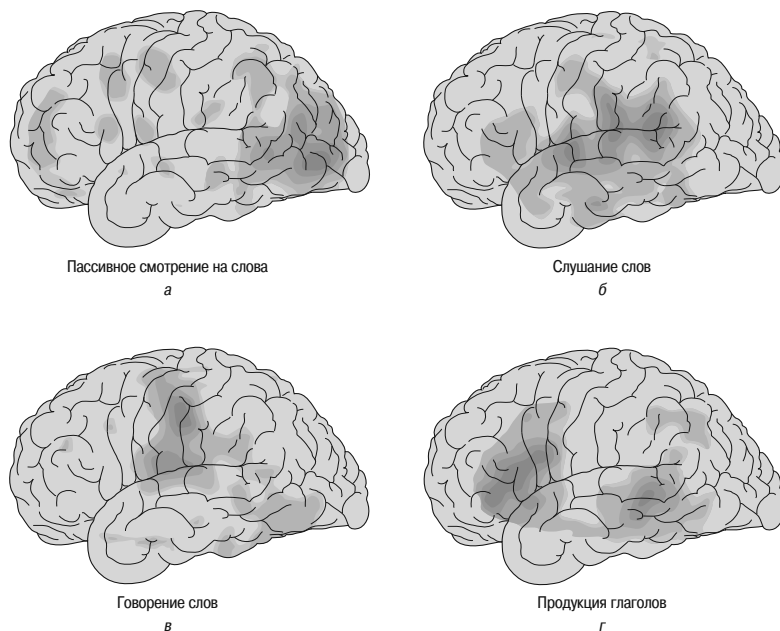 Пассивное смотрение на слова
а
Слушание слов
б
Говорение слов
в
Продукция глаголов
г